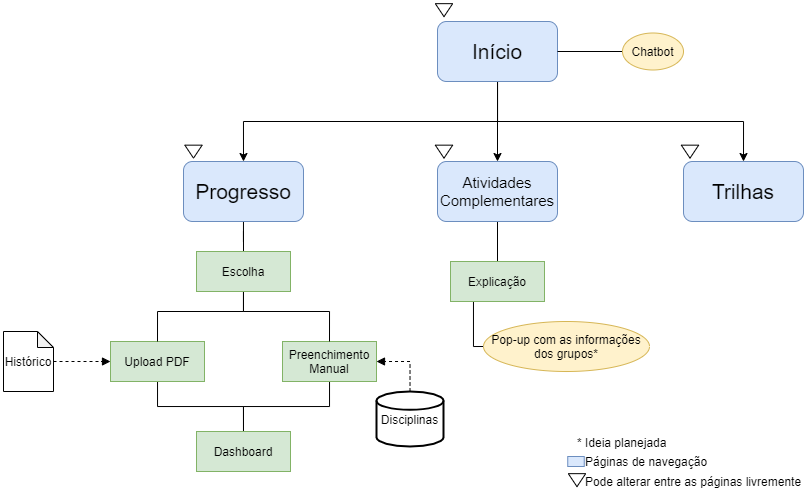 Início
Chatbot
Progresso
Atividades
Complementares
Trilhas
Escolha
Explicação
Histórico
Upload PDF
Preenchimento
Manual
Pop-up com as informações
dos grupos*
Disciplinas
Dashboard
* Ideia planejada
Páginas de navegação
Pode alterar entre as páginas livremente